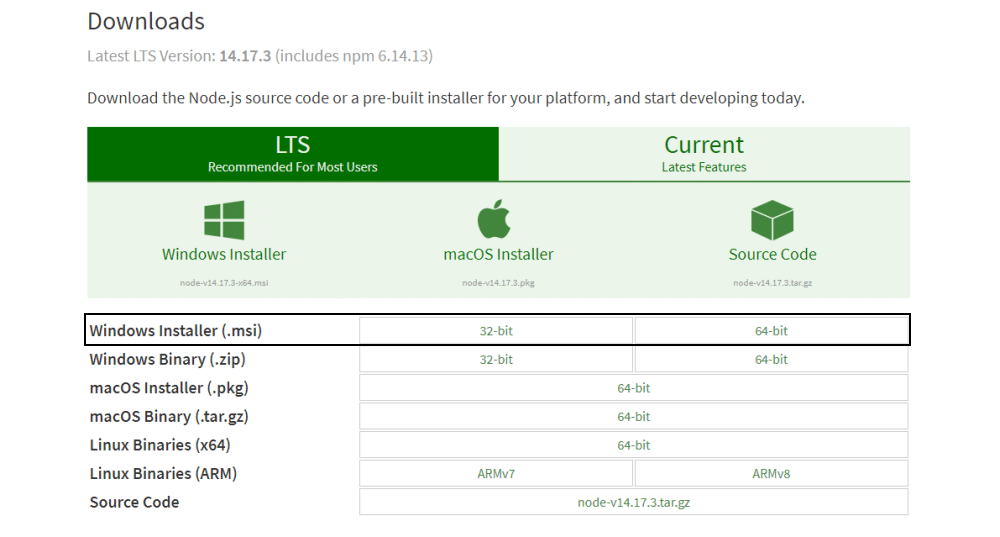 Downloads
Latest LTS Version: 14.17.3 (includes npm 6.14.13)
Download the Node.js source code or a pre-built installer for your platform, and start developing today.
LTS
Recommended For Most Users
Current
Latest Features
Windows Installer
node-v14.17.3-x64.msi
macOS Installer
node-v14.17.3.pkg
Source Code
node-v14.17.3.tar.gz
Windows Installer (.msi) 32-bit 64-bit
Windows Binary (.zip) 32-bit 64-bit
macOS Installer (.pkg) 64-bit
macOS Binary (.tar.gz) 64-bit
Linux Binaries (x64) 64-bit
Linux Binaries (ARM) ARMv7 ARMv8
Source Code node-v14.17.3.tar.gz